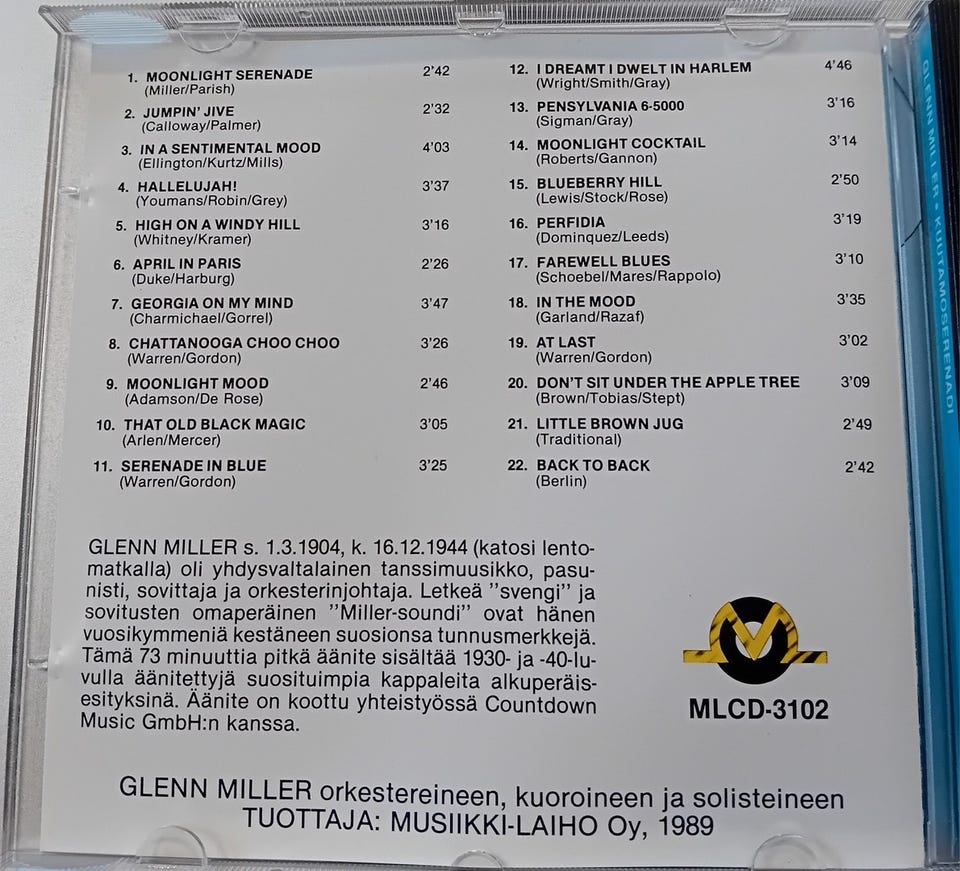 1. MOONLIGHT SERENADE 2'42
(Miller/Parish)
2. JUMPIN' JIVE 2'32
(Calloway/Palmer)
3. IN A SENTIMENTAL MOOD 4'03
(Ellington/Kurtz/Mills)
4. HALLELUJAH! 3'37
(Youmans/Robin/Grey)
5. HIGH ON A WINDY HILL 3'16
(Whitney/Kramer)
6. APRIL IN PARIS 2'26
(Duke/Harburg)
7. GEORGIA ON MY MIND 3'47
(Charmichael/Gorrel)
8. CHATTANOOGA CHOO CHOO 3'26
(Warren/Gordon)
9. MOONLIGHT MOOD 2'46
(Adamson/De Rose)
10. THAT OLD BLACK MAGIC 3'05
(Arlen/Mercer)
11. SERENADE IN BLUE 3'25
(Warren/Gordon)
12. I DREAMT I DWELT IN HARLEM 4'46
(Wright/Smith/Gray)
13. PENSYLVANIA 6-5000 3'16
(Sigman/Gray)
14. MOONLIGHT COCKTAIL 3'14
(Roberts/Gannon)
15. BLUEBERRY HILL 2'50
(Lewis/Stock/Rose)
16. PERFIDIA 3'19
(Dominquez/Leeds)
17. FAREWELL BLUES 3'10
(Schoebel/Mares/Rappolo)
18. IN THE MOOD 3'35
(Garland/Razaf)
19. AT LAST 3'02
(Warren/Gordon)
20. DON'T SIT UNDER THE APPLE TREE 3'09
(Brown/Tobias/Stept)
21. LITTLE BROWN JUG 2'49
(Traditional)
22. BACK TO BACK 2'42
(Berlin)
GLENN MILLER s. 1.3.1904, k. 16.12.1944 (katosi lento-
matkalla) oli yhdysvaltalainen tanssimuusikko, pasu-
nisti, sovittaja ja orkesterinjohtaja. Letkeä "svengi" ja
sovitusten omaperäinen "Miller-soundi" ovat hänen
vuosikymmeniä kestäneen suosionsa tunnusmerkkejä.
Tämä 73 minuuttia pitkä äänite sisältää 1930- ja -40-lu-
vulla äänitettyjä suosituimpia kappaleita alkuperäis-
esityksinä. Äänite on koottu yhteistyössä Countdown
Music GmbH:n kanssa.
MLCD-3102
GLENN MILLER orkestereineen, kuoroineen ja solisteineen
TUOTTAJA: MUSIIKKI-LAIHO Oy, 1989
GLENN MILLER • KUUTAMOSERENADI